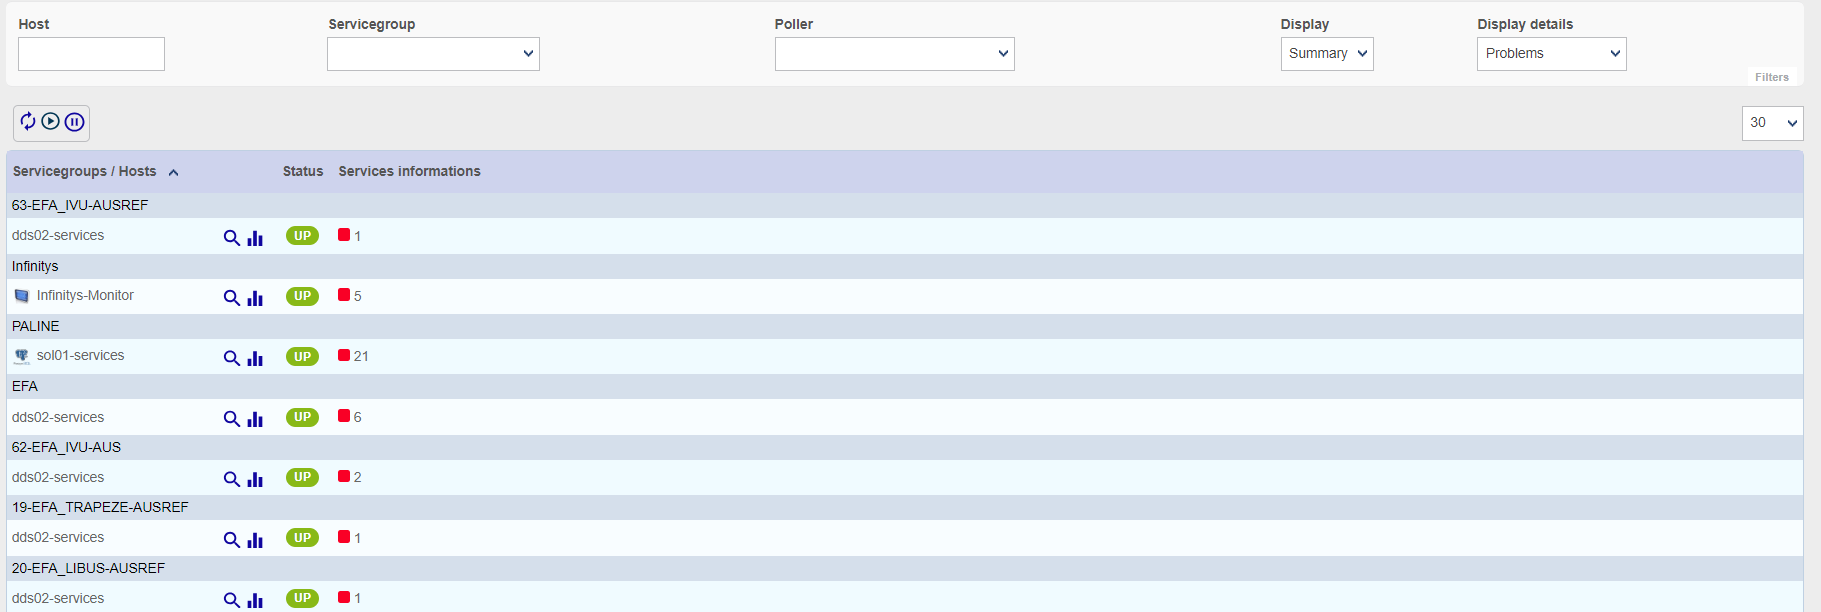 Host Servicegroup Poller Display Display details
Summary Problems
Filters
30
Servicegroups / Hosts Status Services informations
63-EFA_IVU-AUSREF
dds02-services UP 1
Infinitys
Infinitys-Monitor UP 5
PALINE
sol01-services UP 21
EFA
dds02-services UP 6
62-EFA_IVU-AUS
dds02-services UP 2
19-EFA_TRAPEZE-AUSREF
dds02-services UP 1
20-EFA_LIBUS-AUSREF
dds02-services UP 1